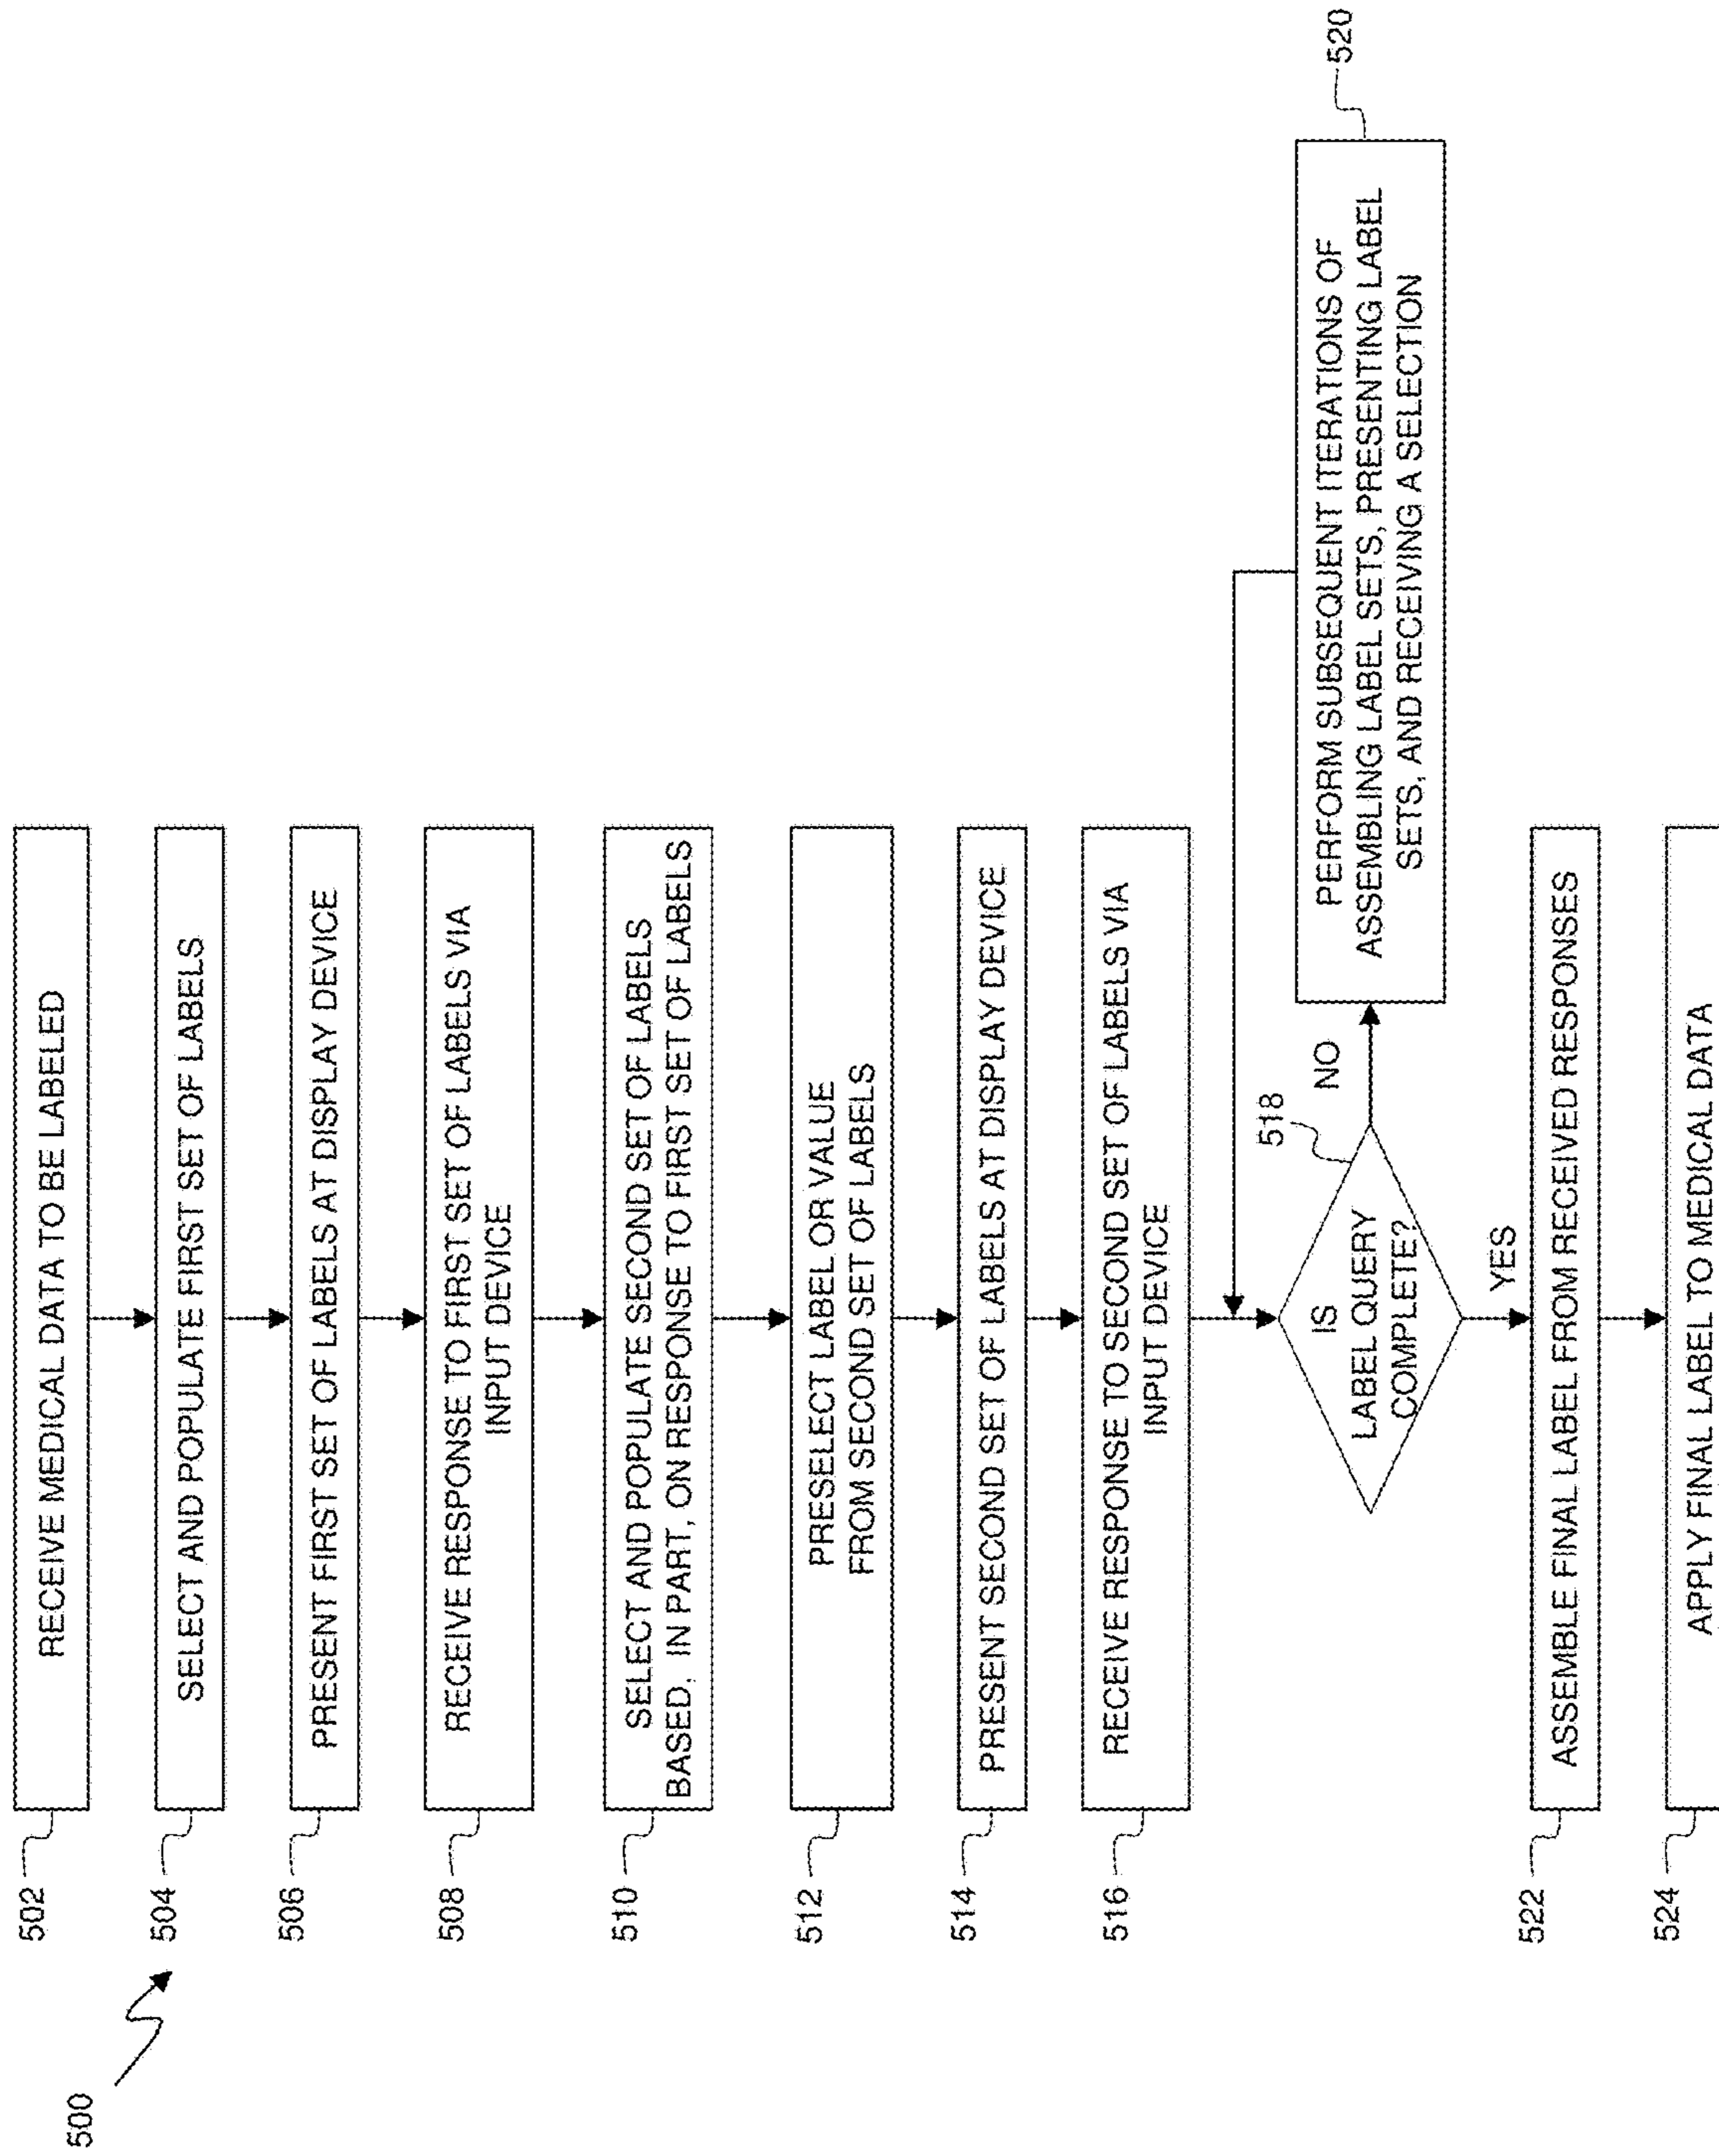 500
502
RECEIVE MEDICAL DATA TO BE LABELED
504
SELECT AND POPULATE FIRST SET OF LABELS
506
PRESENT FIRST SET OF LABELS AT DISPLAY DEVICE
508
RECEIVE RESPONSE TO FIRST SET OF LABELS VIA
INPUT DEVICE
510
SELECT AND POPULATE SECOND SET OF LABELS
BASED, IN PART, ON RESPONSE TO FIRST SET OF LABELS
512
PRESELECT LABEL OR VALUE
FROM SECOND SET OF LABELS
514
PRESENT SECOND SET OF LABELS AT DISPLAY DEVICE
516
RECEIVE RESPONSE TO SECOND SET OF LABELS VIA
INPUT DEVICE
518
IS
LABEL QUERY
COMPLETE?
NO
520
PERFORM SUBSEQUENT ITERATIONS OF
ASSEMBLING LABEL SETS, PRESENTING LABEL
SETS, AND RECEIVING A SELECTION
YES
522
ASSEMBLE FINAL LABEL FROM RECEIVED RESPONSES
524
APPLY FINAL LABEL TO MEDICAL DATA